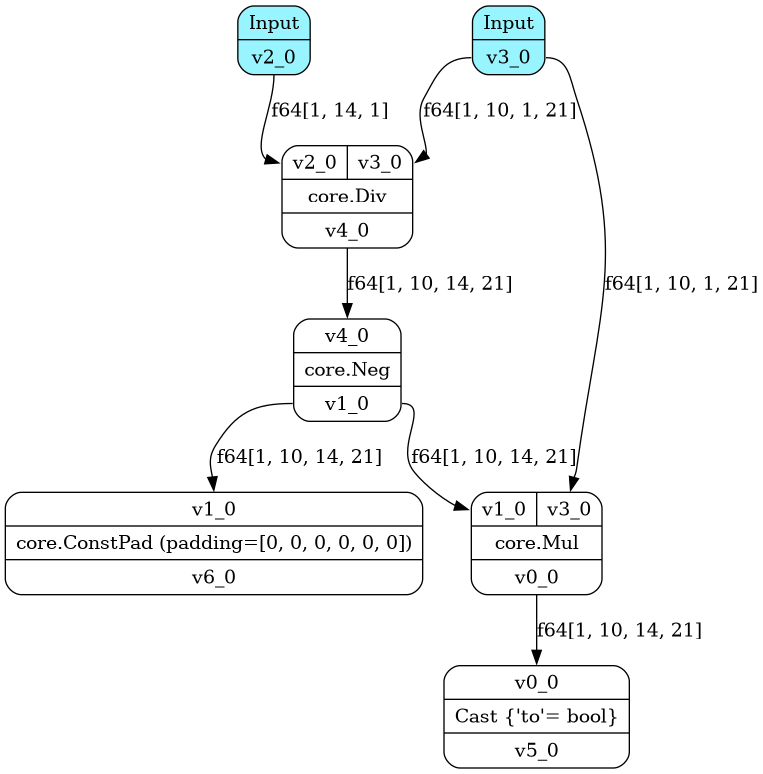 Input
v2_0
Input
v3_0
f64[1, 14, 1]
f64[1, 10, 1, 21]
v2_0
v3_0
core.Div
v4_0
f64[1, 10, 14, 21]
f64[1, 10, 1, 21]
v4_0
core.Neg
v1_0
f64[1, 10, 14, 21]
f64[1, 10, 14, 21]
v1_0
core.ConstPad (padding=[0, 0, 0, 0, 0, 0])
v6_0
v1_0
v3_0
core.Mul
v0_0
f64[1, 10, 14, 21]
v0_0
Cast {'to'= bool}
v5_0